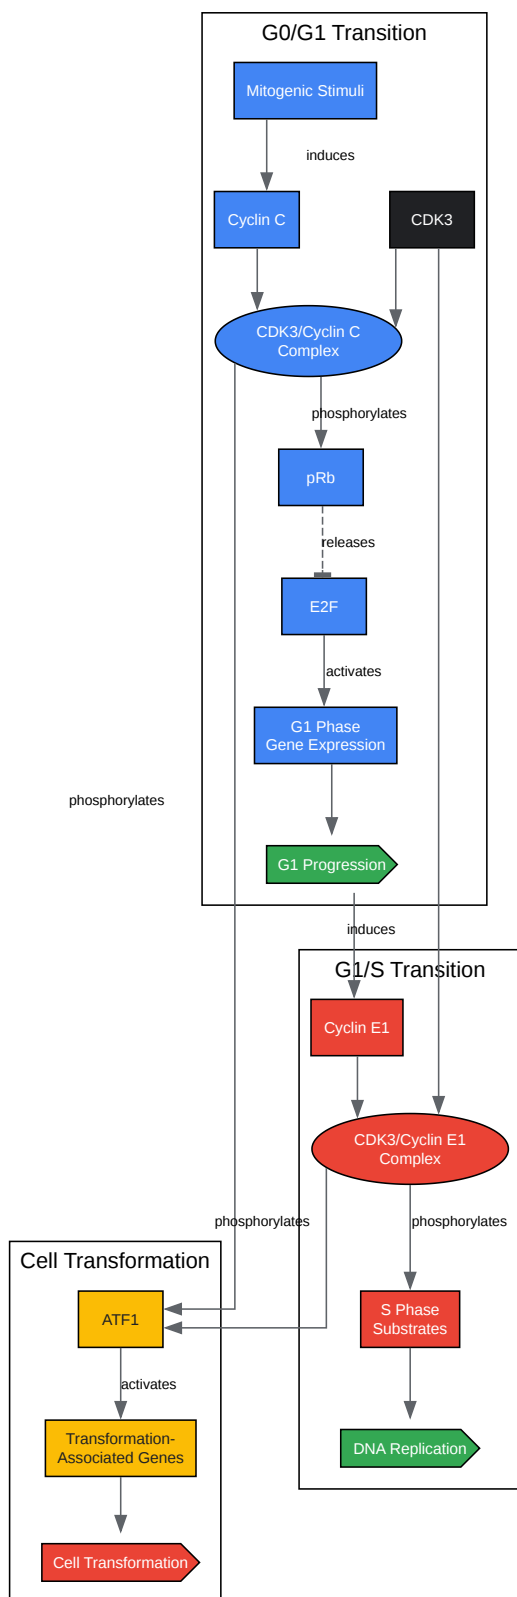 G0/G1 Transition
Mitogenic Stimuli
induces
Cyclin C
CDK3
CDK3/Cyclin C
Complex
phosphorylates
pRb
releases
E2F
activates
G1 Phase
Gene Expression
phosphorylates
G1 Progression
induces
G1/S Transition
Cyclin E1
CDK3/Cyclin E1
Complex
phosphorylates
phosphorylates
Cell Transformation
ATF1
S Phase
Substrates
activates
Transformation-
Associated Genes
DNA Replication
Cell Transformation